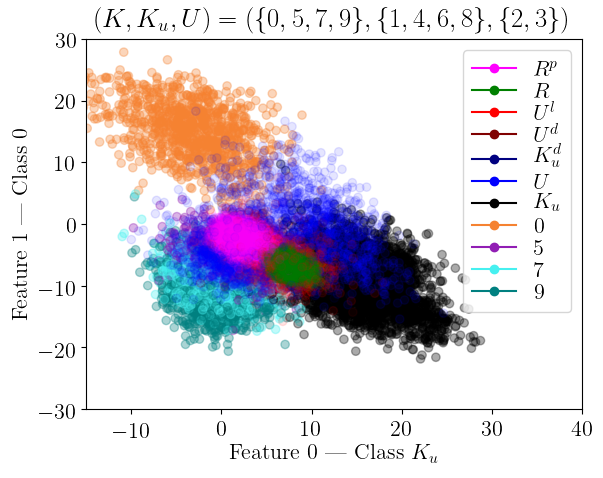 (K, K_u, U) = ({0, 5, 7, 9}, {1, 4, 6, 8}, {2, 3})
30
20
10
0
−10
−20
−30
Feature 1 — Class 0
R^p
R
U^l
U^d
K_u^d
U
K_u
0
5
7
9
−10
0
10
20
30
40
Feature 0 — Class K_u